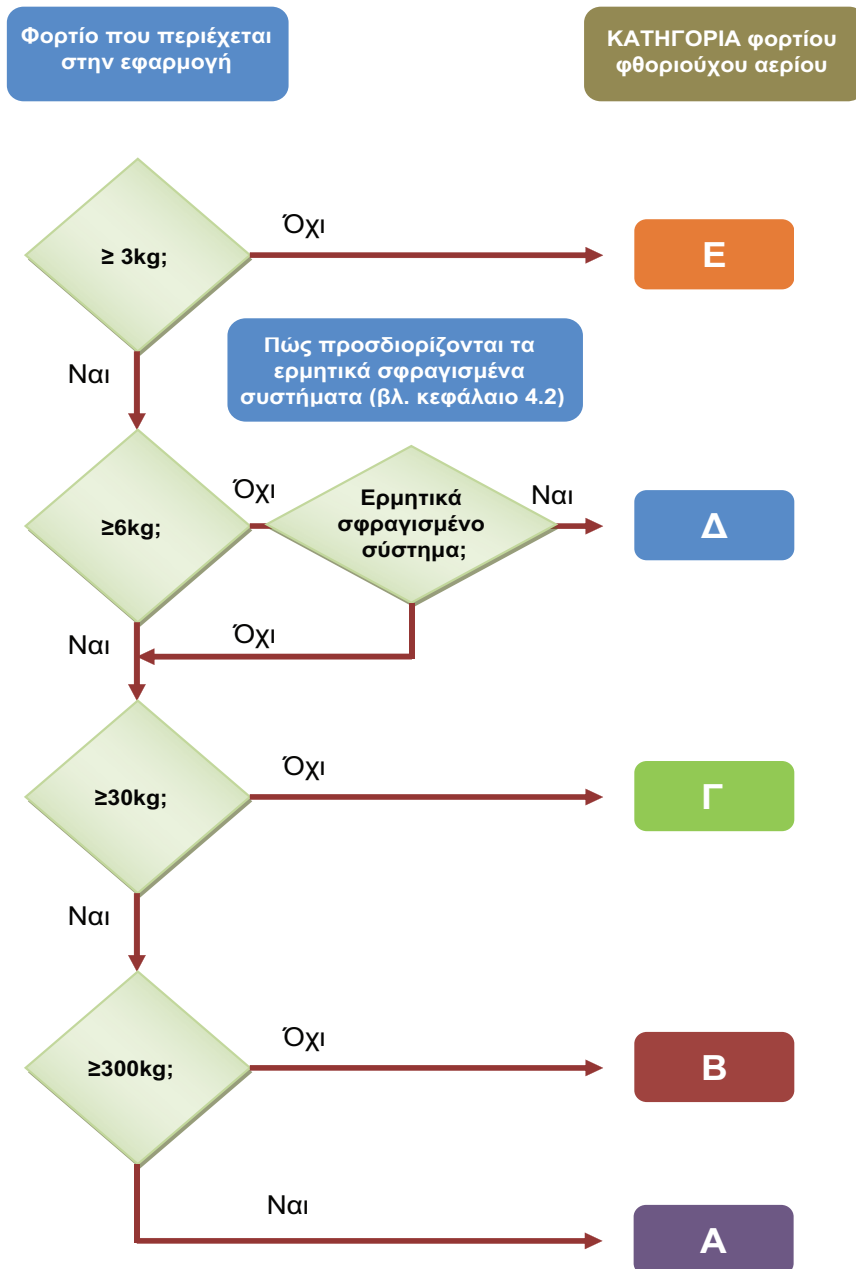 Φορτίο που περιέχεται
στην εφαρμογή
ΚΑΤΗΓΟΡΙΑ φορτίου
φθοριούχου αερίου
≥ 3kg;
Όχι
Ε
Ναι
Πώς προσδιορίζονται τα
ερμητικά σφραγισμένα
συστήματα (βλ. κεφάλαιο 4.2)
≥6kg;
Όχι
Ερμητικά
σφραγισμένο
σύστημα;
Ναι
Δ
Ναι
Όχι
≥30kg;
Όχι
Γ
Ναι
≥300kg;
Όχι
Β
Ναι
Α